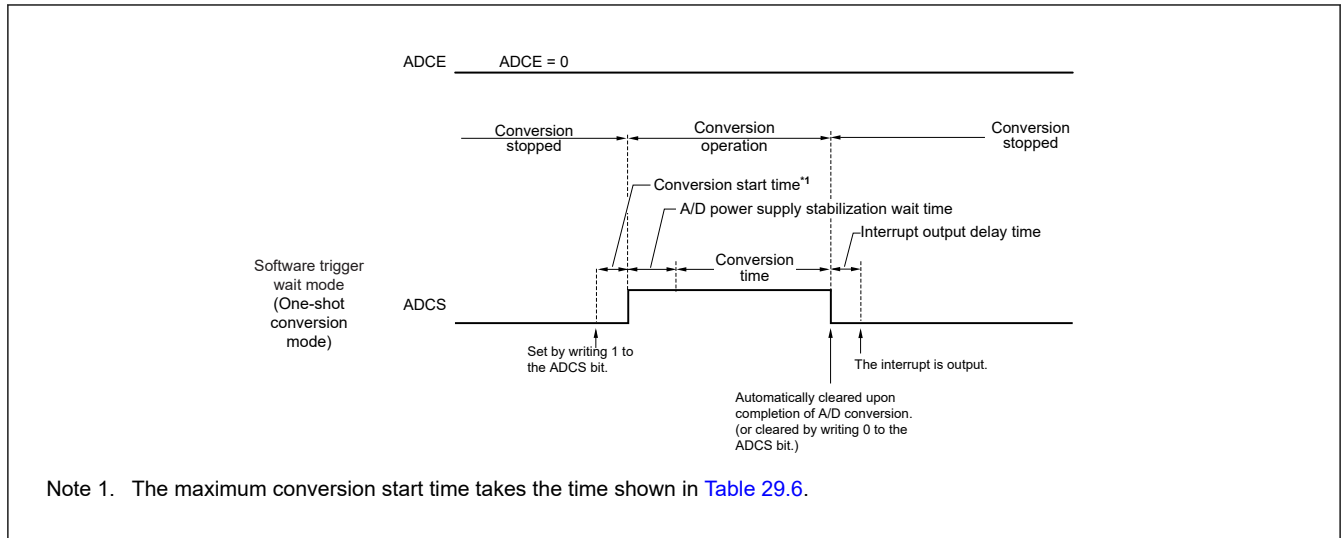 ADCE ADCE = 0
Conversion
stopped
Conversion
operation
Conversion
stopped
Conversion start time*1
A/D power supply stabilization wait time
Interrupt output delay time
Conversion
time
Software trigger
wait mode
(One-shot
conversion
mode)
ADCS
Set by writing 1 to
the ADCS bit.
The interrupt is output.
Automatically cleared upon
completion of A/D conversion.
(or cleared by writing 0 to the
ADCS bit.)
Note 1. The maximum conversion start time takes the time shown in Table 29.6.